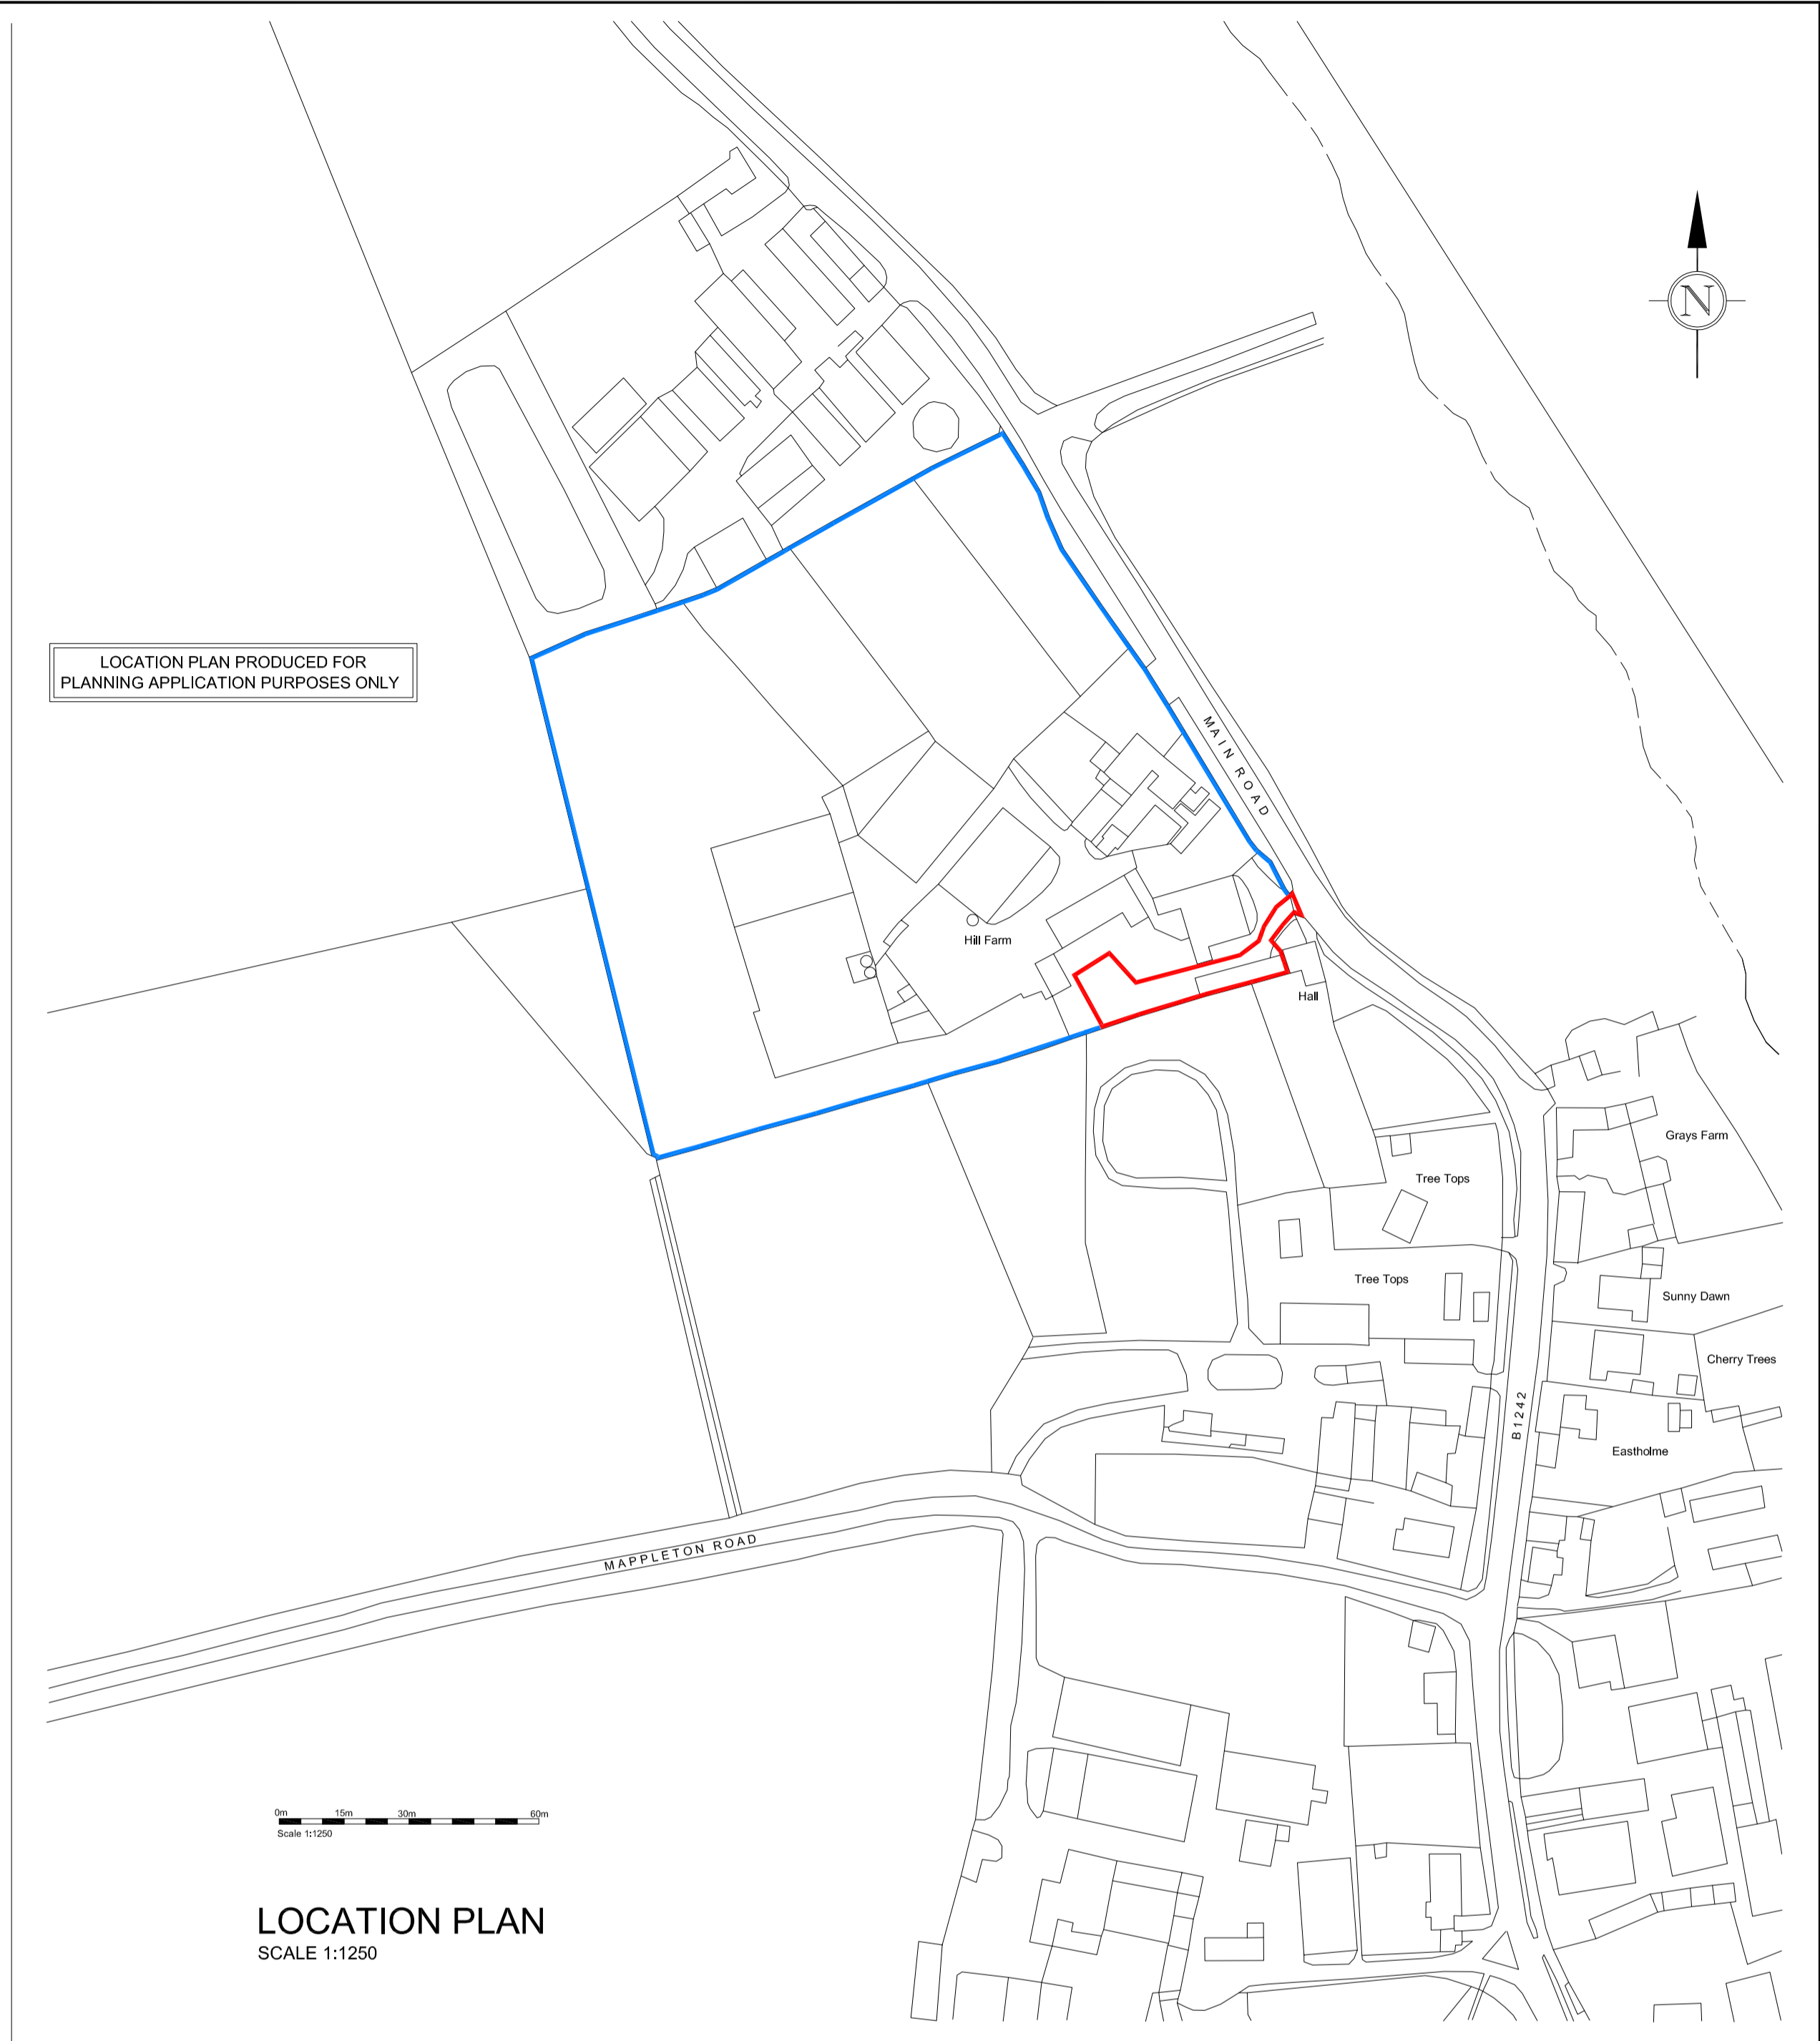 N
LOCATION PLAN PRODUCED FOR
PLANNING APPLICATION PURPOSES ONLY
MAIN ROAD
Hill Farm
Hall
Grays Farm
Tree Tops
Tree Tops
Sunny Dawn
Cherry Trees
B1242
Eastholme
MAPPLETON ROAD
0m 15m 30m 60m
Scale 1:1250
LOCATION PLAN
SCALE 1:1250